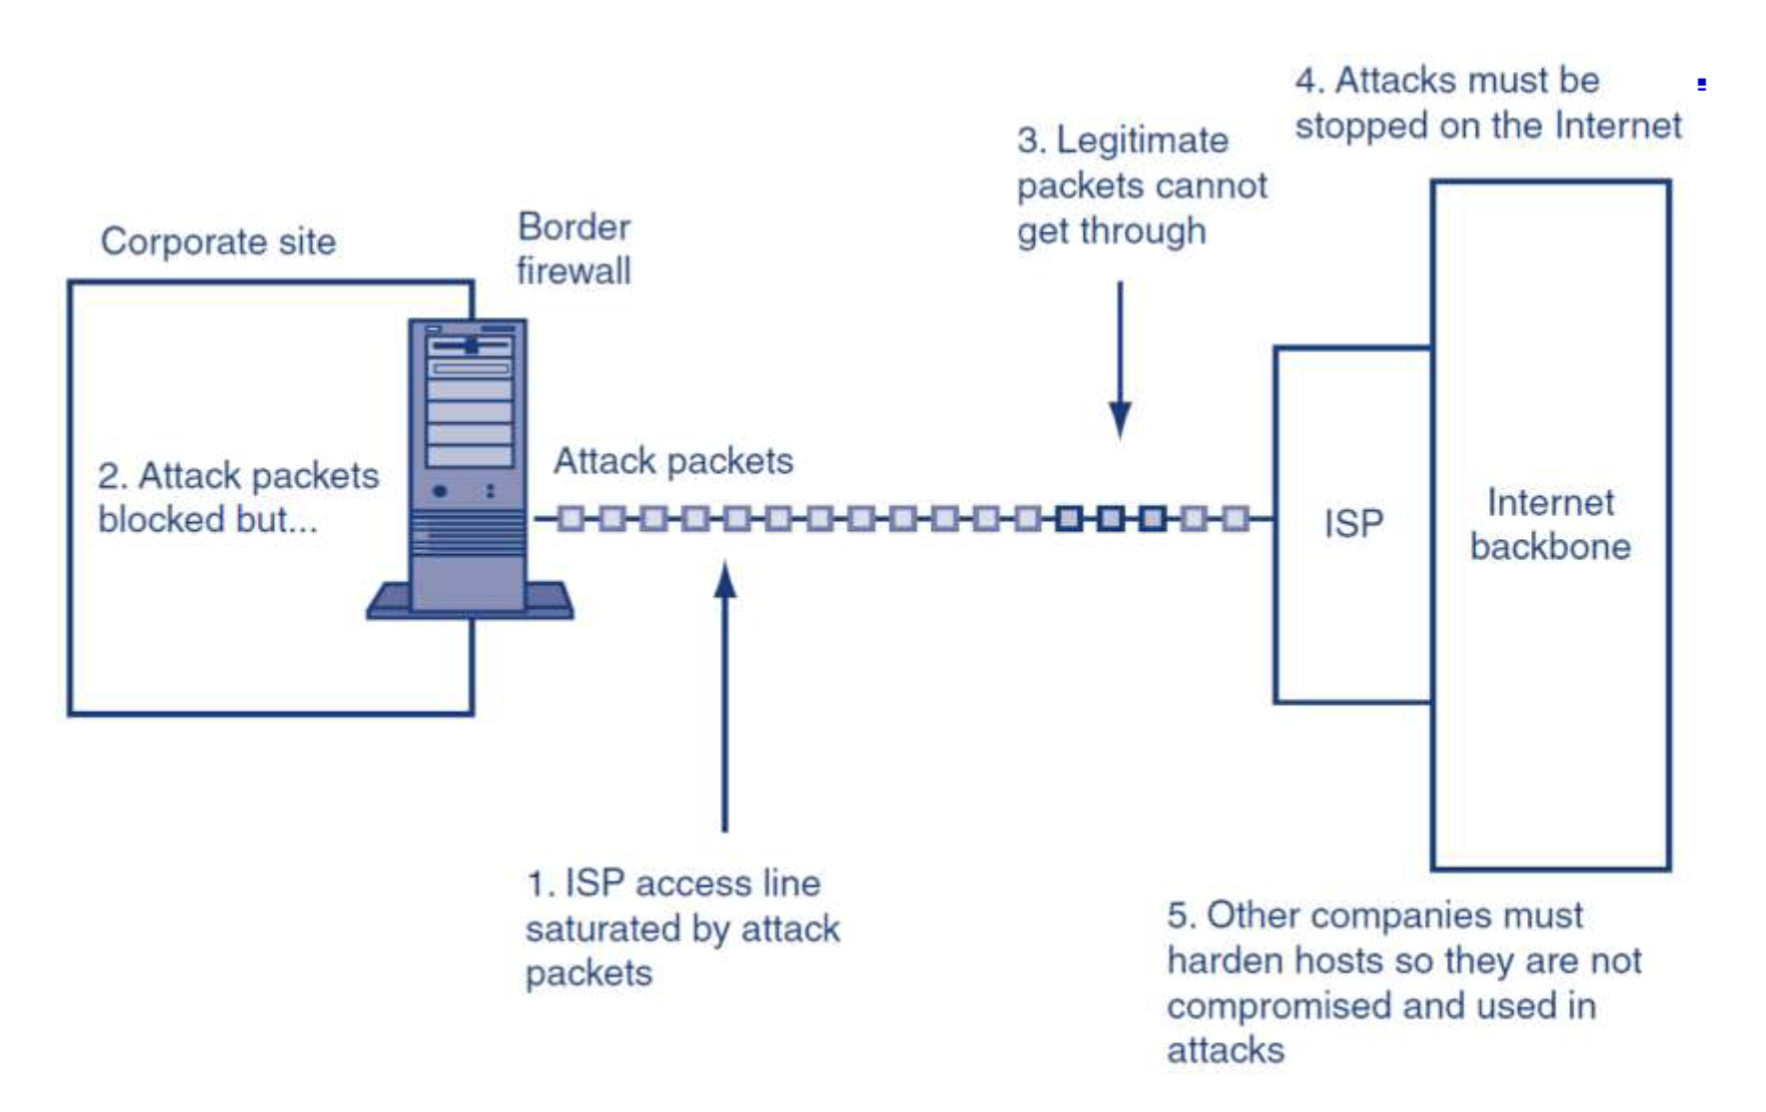 4. Attacks must be
stopped on the Internet
3. Legitimate
packets cannot
get through
Corporate site
Border
firewall
2. Attack packets
blocked but...
Attack packets
ISP
Internet
backbone
1. ISP access line
saturated by attack
packets
5. Other companies must
harden hosts so they are not
compromised and used in
attacks